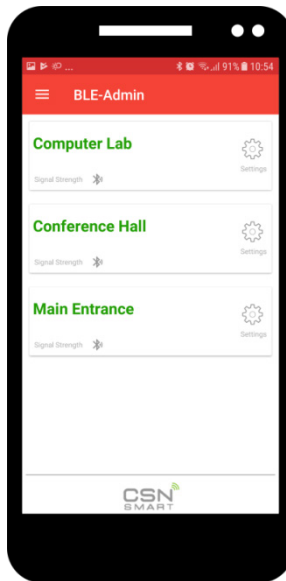 ... 91% 10:54
BLE-Admin
Computer Lab
Signal Strength
Settings
Conference Hall
Signal Strength
Settings
Main Entrance
Signal Strength
Settings
CSN
SMART